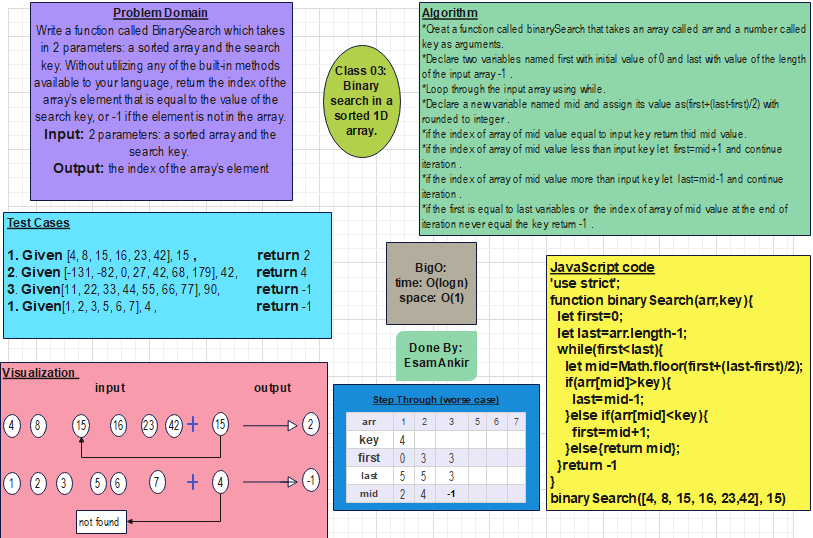 Problem Domain
Write a function called BinarySearch which takes
in 2 parameters: a sorted array and the search
key. Without utilizing any of the built-in methods
available to your language, return the index of the
array's element that is equal to the value of the
search key, or -1 if the element is not in the array.
Input: 2 parameters: a sorted array and the
search key.
Output: the index of the array's element
Class 03:
Binary
search in a
sorted 1D
array.
Algorithm
*Creat a function called binarySearch that takes an array called arr and a number called
key as arguments.
*Declare two variables named first with initial value of 0 and last with value of the length
of the input array -1 .
*Loop through the input array using while.
*Declare a new variable named mid and assign its value as(first+(last-first)/2) with
rounded to integer .
*if the index of array of mid value equal to input key return thid mid value.
*if the index of array of mid value less than input key let first=mid+1 and continue
iteration .
*if the index of array of mid value more than input key let last=mid-1 and continue
iteration .
*if the first is equal to last variables or the index of array of mid value at the end of
iteration never equal the key return -1 .
Test Cases
1. Given [4, 8, 15, 16, 23, 42], 15 , return 2
2. Given [-131, -82, 0, 27, 42, 68, 179], 42, return 4
3. Given [11, 22, 33, 44, 55, 66, 77], 90, return -1
1. Given[1, 2, 3, 5, 6, 7], 4 , return -1
BigO:
time: O(logn)
space: O(1)
Done By:
EsamAnkir
JavaScript code
'use strict';
function binarySearch(arr,key){
let first=0;
let last=arr.length-1;
while(first<last){
let mid=Math.floor(first+(last-first)/2);
if(arr[mid]>key){
last=mid-1;
}else if(arr[mid]<key){
first=mid+1;
}else{return mid};
}return -1
}
binarySearch([4, 8, 15, 16, 23,42], 15)
Visualization
input output
4 8 15 16 23 42 + 15 2
1 2 3 5 6 7 + 4 -1
not found
Step Through (worse case)
arr 1 2 3 5 6 7
key 4
first 0 3 3
last 5 5 3
mid 2 4 -1